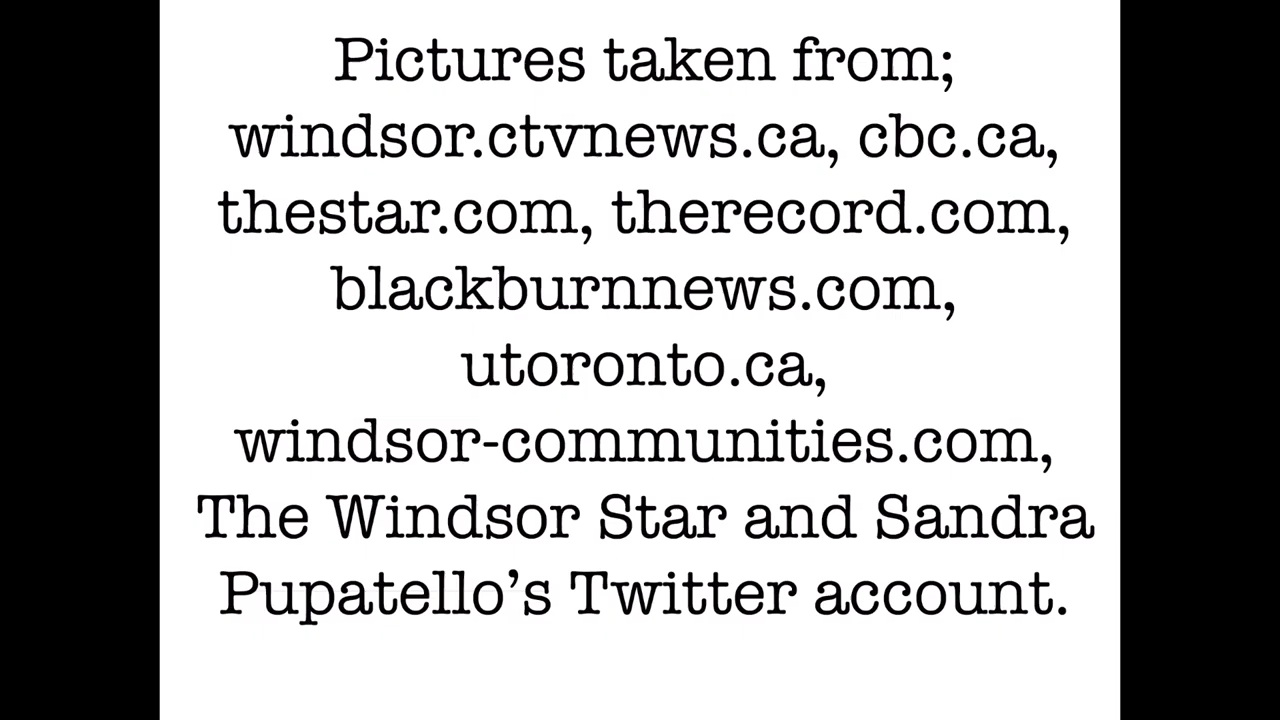 Pictures taken from;
windsor.ctvnews.ca, cbc.ca,
thestar.com, therecord.com,
blackburnnews.com,
utoronto.ca,
windsor-communities.com,
The Windsor Star and Sandra
Pupatello’s Twitter account.